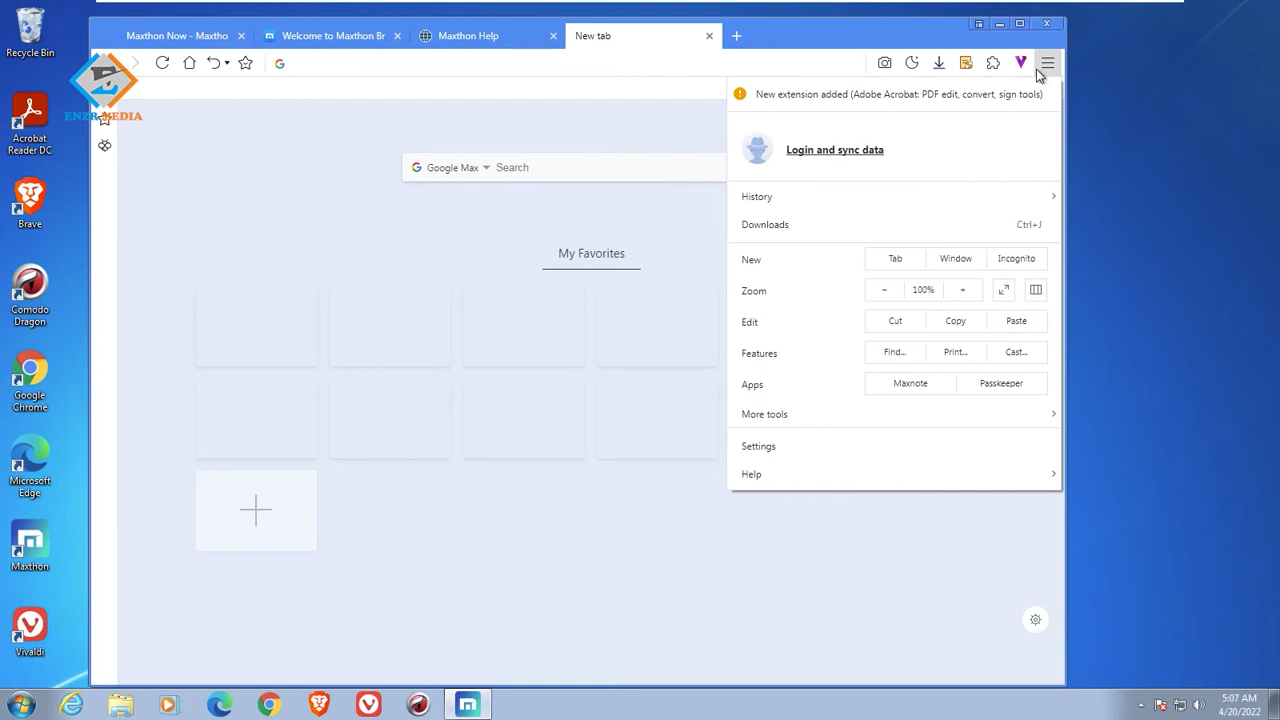 Recycle Bin
Acrobat
Reader DC
Brave
Comodo
Dragon
Google
Chrome
Microsoft
Edge
Maxthon
Vivaldi
ENZR MEDIA
Maxthon Now - Maxtho
Welcome to Maxthon Br
Maxthon Help
New tab
New extension added (Adobe Acrobat: PDF edit, convert, sign tools)
Login and sync data
Google Max
Search
My Favorites
History
Downloads Ctrl+J
New Tab Window Incognito
Zoom - 100% +
Edit Cut Copy Paste
Features Find... Print... Cast...
Apps Maxnote Passkeeper
More tools
Settings
Help
5:07 AM
4/20/2022